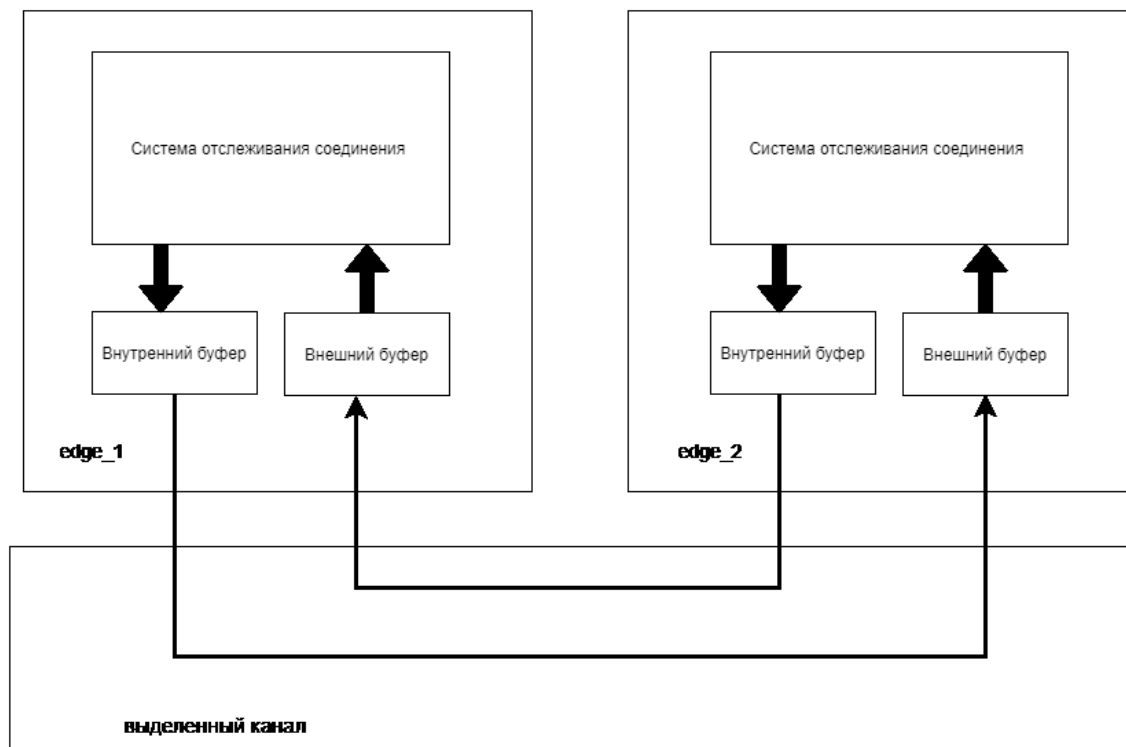 Система отслеживания соединения
Система отслеживания соединения
Внутренний буфер
Внешний буфер
Внутренний буфер
Внешний буфер
edge_1
edge_2
выделенный канал